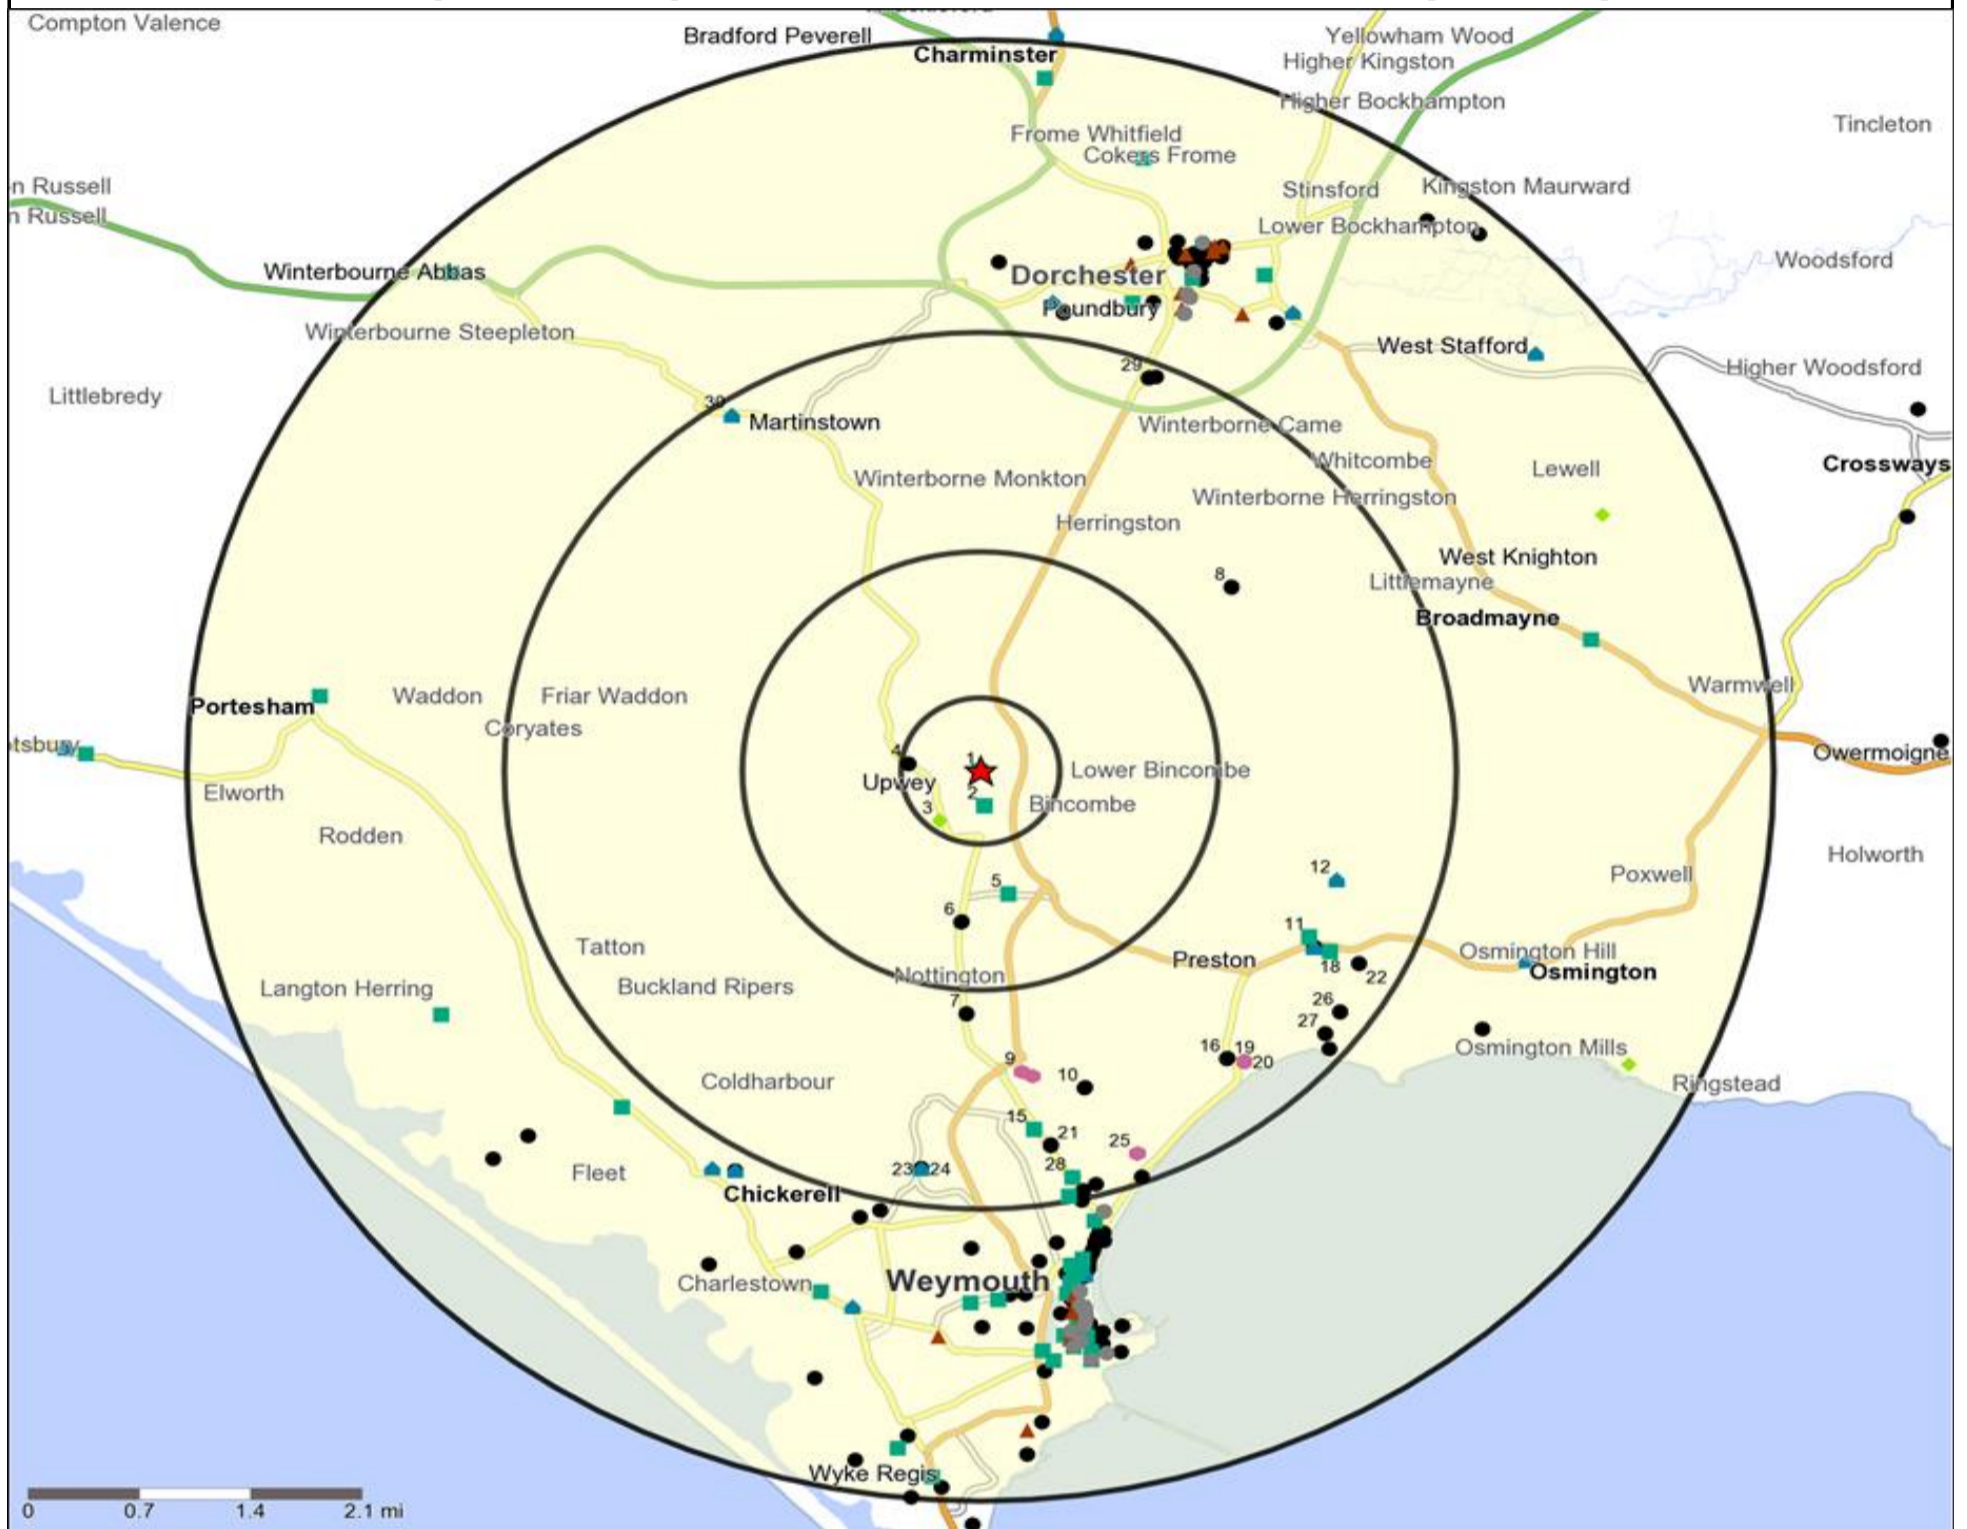 Compton Valence
Bradford Peverell
Charminster
Yellowham Wood
Higher Kingston
Higher Bockhampton
Tincleton
Frome Whitfield
Cokers Frome
n Russell
n Russell
Stinsford
Kingston Maurward
Lower Bockhampton
Winterbourne Abbas
Dorchester
Woodsford
Poundbury
Winterbourne Steepleton
West Stafford
29
Higher Woodsford
Littlebredy
30
Martinstown
Winterborne Came
Whitcombe
Lewell
Crossways
Winterborne Monkton
Winterborne Herringston
Herringston
West Knighton
8
Littlemayne
Broadmayne
Portesham
Waddon
Friar Waddon
Coryates
Warmwell
otsbury
4
1
Owermoigne
Upwey
Lower Bincombe
2
3
Bincombe
Elworth
Rodden
Holworth
12
Poxwell
5
6
11
Tatton
Preston
Osmington Hill
18
Osmington
Nottington
22
Langton Herring
Buckland Ripers
7
26
27
9
16
19
20
Osmington Mills
10
Coldharbour
Ringstead
15
21
25
28
Fleet
23
24
Chickerell
Charlestown
Weymouth
Wyke Regis
0
0.7
1.4
2.1 mi